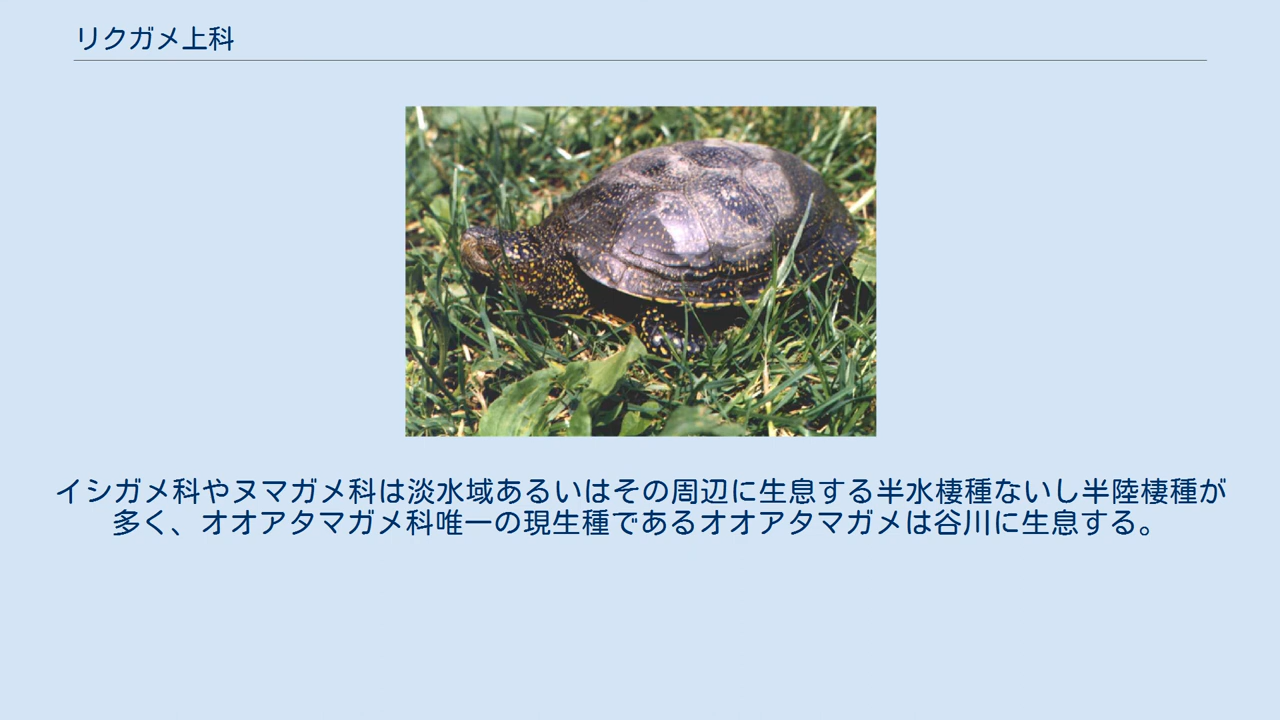 リクガメ上科
イシガメ科やヌマガメ科は淡水域あるいはその周辺に生息する半水棲種ないし半陸棲種が
多く、オオアタマガメ科唯一の現生種であるオオアタマガメは谷川に生息する。